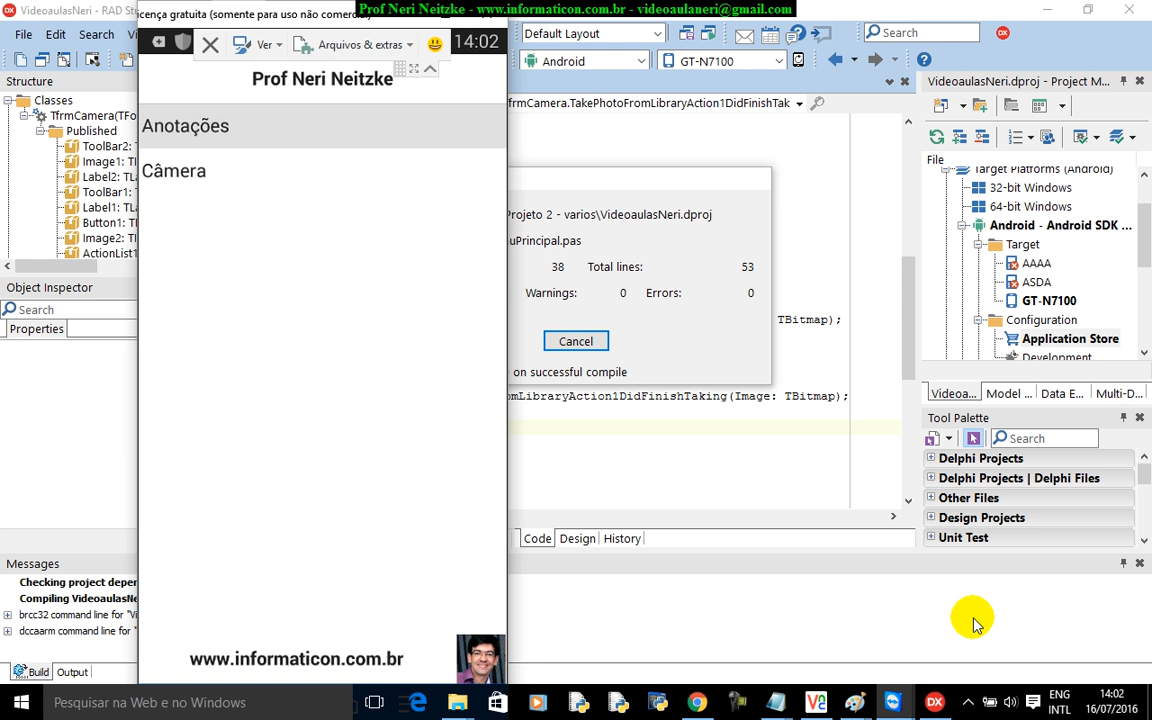 Prof Neri Neitzke - www.informaticon.com.br - videoaulaneri@gmail.com
VideoaulasNeri - RAD S
icença gratuita (somente para uso não comercial)
File Edit Search Vi
Default Layout
Search
Android
GT-N7100
Ver
Arquivos & extras
14:02
Prof Neri Neitzke
Anotações
Câmera
www.informaticon.com.br
Structure
Classes
TfrmCamera(TFo
Published
ToolBar2:
Image1: TI
Label2: TLa
ToolBar1:
Label1: TLa
Button1: T
Image2: TI
ActionList1
Object Inspector
Search
Properties
frmCamera.TakePhotoFromLibraryAction1DidFinishTak
Projeto 2 - varios\VideoaulasNeri.dproj
uPrincipal.pas
38 Total lines: 53
Warnings: 0 Errors: 0
Cancel
on successful compile
TBitmap);
omLibraryAction1DidFinishTaking(Image: TBitmap);
Code Design History
VideoaulasNeri.dproj - Project M...
File
Target Platforms (Android)
32-bit Windows
64-bit Windows
Android - Android SDK ...
Target
AAAA
ASDA
GT-N7100
Configuration
Application Store
Development
Videoa... Model ... Data E... Multi-D...
Tool Palette
Search
Delphi Projects
Delphi Projects | Delphi Files
Other Files
Design Projects
Unit Test
Messages
Checking project deper
Compiling VideoaulasNe
brcc32 command line for "Vi
dccaarm command line for "
Build Output
Pesquisar na Web e no Windows
ENG
INTL
14:02
16/07/2016